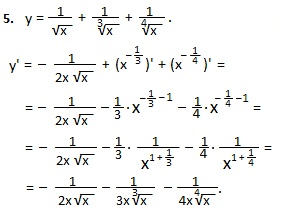 5. y = 1/√x + 1/∛x + 1/∜x .
y' = − 1/(2x √x) + (x^(−1/3))' + (x^(−1/4))' =
= − 1/(2x √x) − 1/3 · x^(−1/3 −1) − 1/4 · x^(−1/4 −1) =
= − 1/(2x √x) − 1/3 · 1/x^(1+1/3) − 1/4 · 1/x^(1+1/4) =
= − 1/(2x√x) − 1/(3x∛x) − 1/(4x∜x).